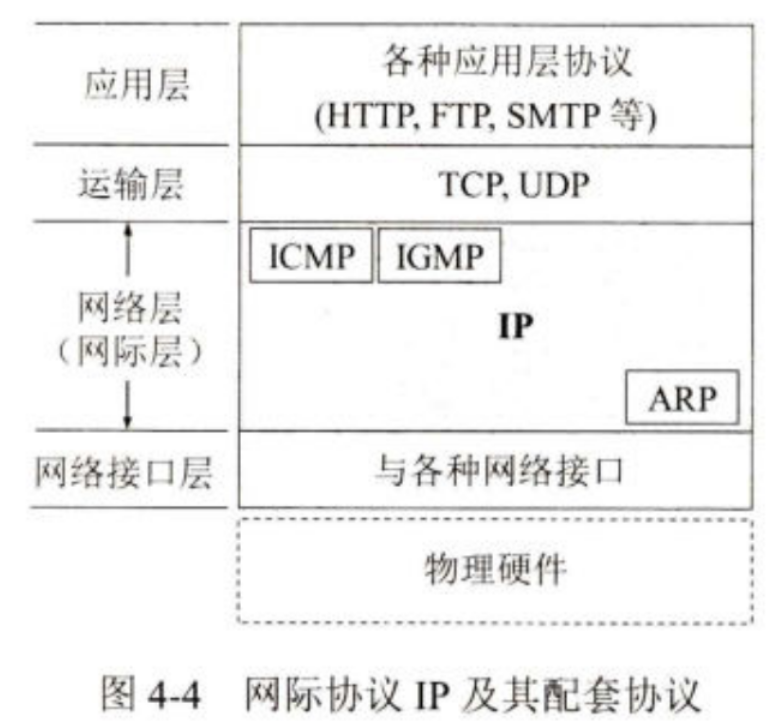 应用层
各种应用层协议
(HTTP, FTP, SMTP 等)
运输层
TCP, UDP
ICMP
IGMP
网络层
（网际层）
IP
ARP
网络接口层
与各种网络接口
物理硬件
图 4-4 网际协议 IP 及其配套协议